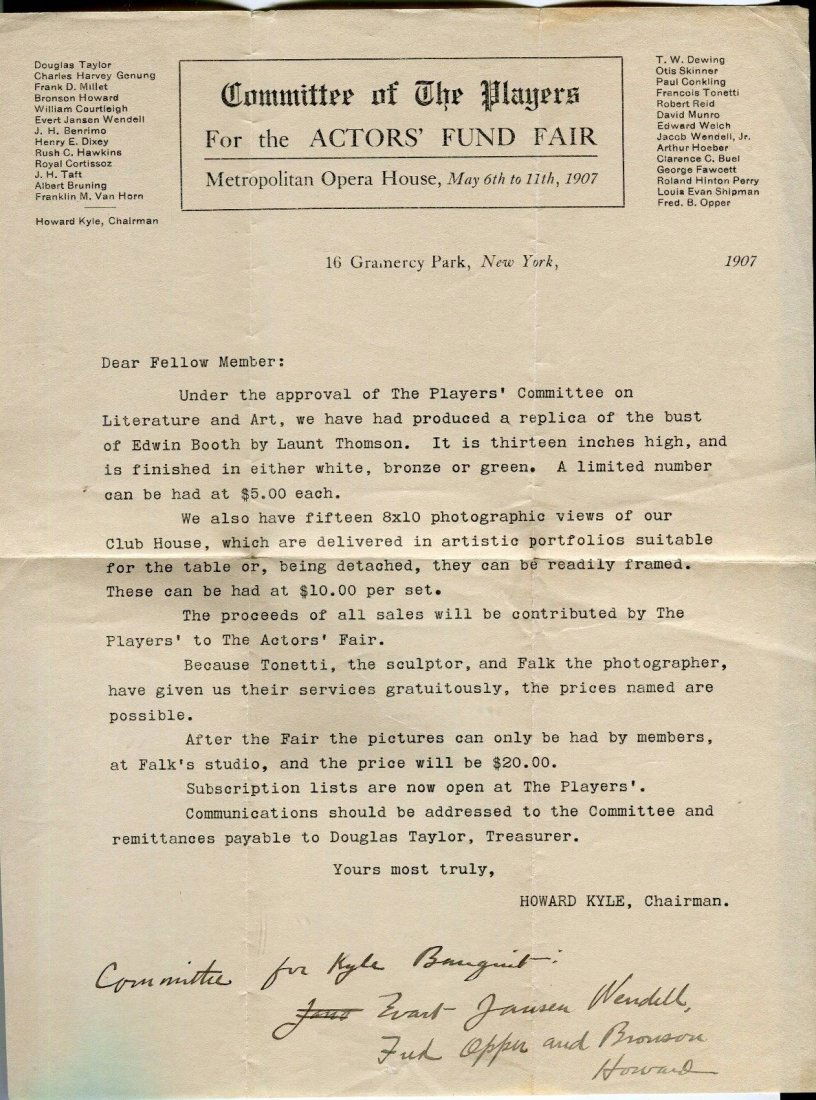 Douglas Taylor
Charles Harvey Genung
Frank D. Millet
Bronson Howard
William Courtleigh
Evert Jansen Wendell
J. H. Benrimo
Henry E. Dixey
Rush C. Hawkins
Royal Cortissoz
J. H. Taft
Albert Bruning
Franklin M. Van Horn
Howard Kyle, Chairman
Committee of The Players
For the ACTORS' FUND FAIR
Metropolitan Opera House, May 6th to 11th, 1907
T. W. Dewing
Otis Skinner
Paul Conkling
Francois Tonetti
Robert Reid
David Munro
Edward Welch
Jacob Wendell, Jr.
Arthur Hoeber
Clarence C. Buel
George Fawcett
Roland Hinton Perry
Louis Evan Shipman
Fred. B. Opper
16 Gramercy Park, New York, 1907
Dear Fellow Member:
Under the approval of The Players' Committee on
Literature and Art, we have had produced a replica of the bust
of Edwin Booth by Launt Thomson. It is thirteen inches high, and
is finished in either white, bronze or green. A limited number
can be had at $5.00 each.
We also have fifteen 8x10 photographic views of our
Club House, which are delivered in artistic portfolios suitable
for the table or, being detached, they can be readily framed.
These can be had at $10.00 per set.
The proceeds of all sales will be contributed by The
Players' to The Actors' Fair.
Because Tonetti, the sculptor, and Falk the photographer,
have given us their services gratuitously, the prices named are
possible.
After the Fair the pictures can only be had by members,
at Falk's studio, and the price will be $20.00.
Subscription lists are now open at The Players'.
Communications should be addressed to the Committee and
remittances payable to Douglas Taylor, Treasurer.
Yours most truly,
HOWARD KYLE, Chairman.
Committee for Kyle Banquet:
Evart Jansen Wendell,
Fred Opper and Bronson
Howard